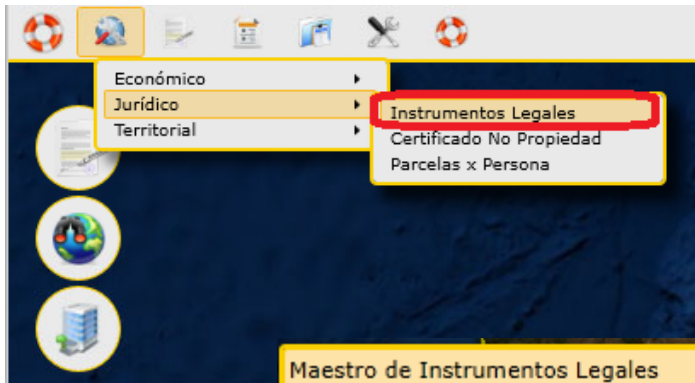 Económico
Jurídico
Territorial
Instrumentos Legales
Certificado No Propiedad
Parcelas x Persona
Maestro de Instrumentos Legales